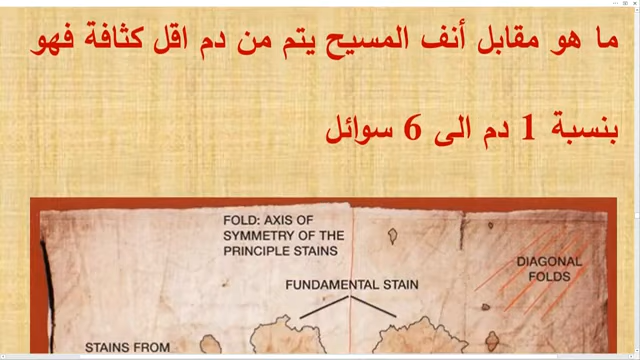 ما هو مقابل أنف المسيح يتم من دم اقل كثافة فهو
بنسبة 1 دم الى 6 سوائل
FOLD: AXIS OF
SYMMETRY OF THE
PRINCIPLE STAINS
DIAGONAL
FOLDS
FUNDAMENTAL STAIN
STAINS FROM